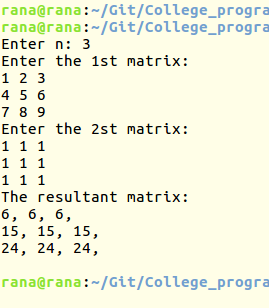 rana@rana:~/Git/College_progra
rana@rana:~/Git/College_progra
Enter n: 3
Enter the 1st matrix:
1 2 3
4 5 6
7 8 9
Enter the 2st matrix:
1 1 1
1 1 1
1 1 1
The resultant matrix:
6, 6, 6,
15, 15, 15,
24, 24, 24,
rana@rana:~/Git/College_progra